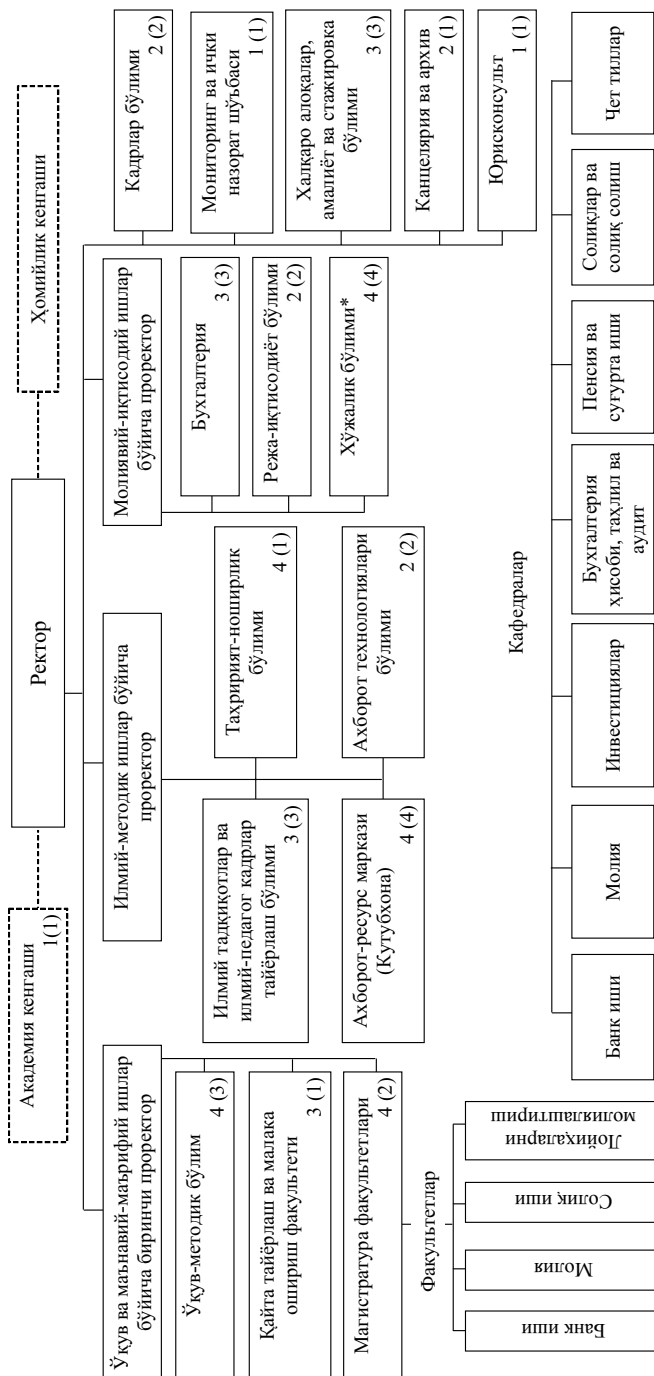 Академия кенгаши
1(1)
Ректор
Ҳомийлик кенгаши
Ўқув ва маънавий-маърифий ишлар
бўйича биринчи проректор
Ўқув-методик бўлим
4 (3)
Қайта тайёрлаш ва малака
ошириш факультети
3 (1)
Магистратура факультетлари
4 (2)
Факультетлар
Банк иши
Молия
Солиқ иши
Лойиҳаларни
молиялаштириш
Илмий-методик ишлар бўйича
проректор
Илмий тадқиқотлар ва
илмий-педагог кадрлар
тайёрлаш бўлими
3 (3)
Таҳририят-ноширлик
бўлими
4 (1)
Ахборот-ресурс маркази
(Кутубхона)
4 (4)
Ахборот технологиялари
бўлими
2 (2)
Молиявий-иқтисодий ишлар
бўйича проректор
Бухгалтерия
3 (3)
Режа-иқтисодиёт бўлими
2 (2)
Хўжалик бўлими*
4 (4)
Кадрлар бўлими
2 (2)
Мониторинг ва ички
назорат шўъбаси
1 (1)
Халқаро алоқалар,
амалиёт ва стажировка
бўлими
3 (3)
Канцелярия ва архив
2 (1)
Юрисконсульт
1 (1)
Кафедралар
Банк иши
Молия
Инвестициялар
Бухгалтерия
ҳисоби, таҳлил ва
аудит
Пенсия ва
суғурта иши
Солиқлар ва
солиқ солиш
Чет тиллар